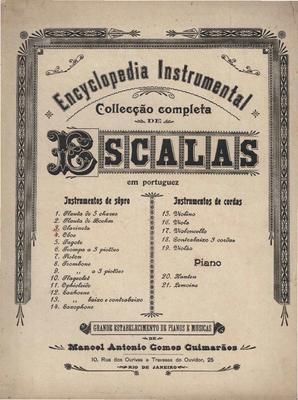 Encyclopedia Instrumental
Collecção completa
DE
ESCALAS
em portuguez
Instrumentos de sôpro
1. Flauta de 5 chaves
2. Flauta de Boehm
3. Clarineta
4. Oboe
5. Fagote
6. Trompa a 3 pistões
7. Piston
8. Trombone
9. ,, a 3 pistões
10. Flageolet
11. Ophicleide
12. Saxhorne
13. ,, baixo e contrabaixo
14. Saxophone
Instrumentos de cordas
15. Violino
16. Viola
17. Violoncello
18. Contrabaixo 3 cordas
19. Violão
Piano
20. Hunten
21. Lemoine
GRANDE ESTABELECIMENTO DE PIANOS E MUSICAS
DE
Manoel Antonio Gomes Guimarães
10, Rua dos Ourives e Travessa do Ouvidor, 25
RIO DE JANEIRO